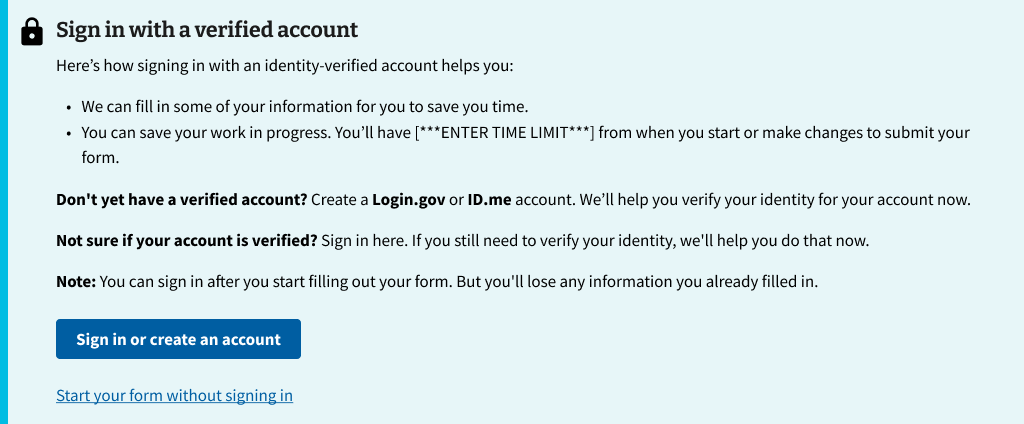 Sign in with a verified account
Here’s how signing in with an identity-verified account helps you:
• We can fill in some of your information for you to save you time.
• You can save your work in progress. You’ll have [***ENTER TIME LIMIT***] from when you start or make changes to submit your
form.
Don't yet have a verified account? Create a Login.gov or ID.me account. We’ll help you verify your identity for your account now.
Not sure if your account is verified? Sign in here. If you still need to verify your identity, we'll help you do that now.
Note: You can sign in after you start filling out your form. But you'll lose any information you already filled in.
Sign in or create an account
Start your form without signing in